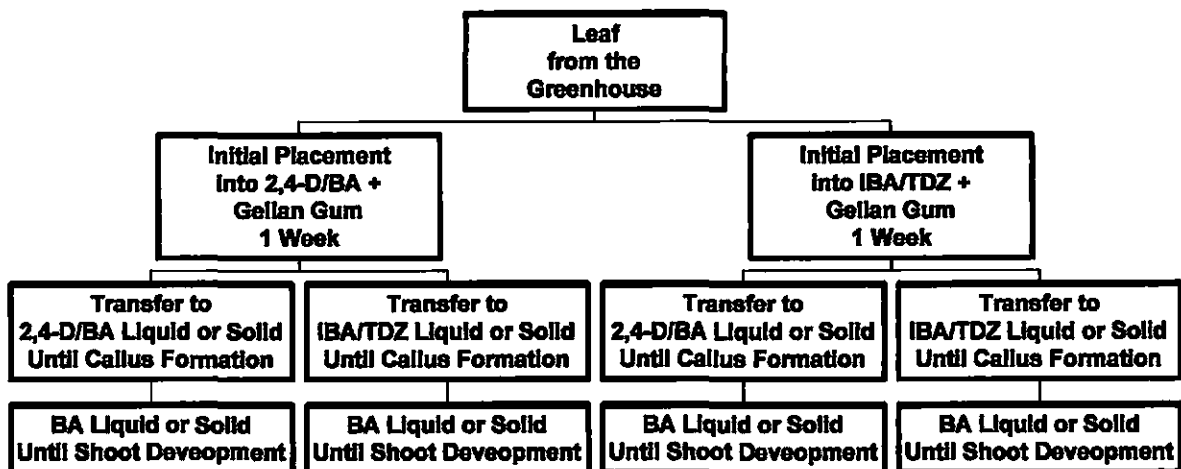 Leaf
from the
Greenhouse
Initial Placement
into 2,4-D/BA +
Gellan Gum
1 Week
Initial Placement
into IBA/TDZ +
Gellan Gum
1 Week
Transfer to
2,4-D/BA Liquid or Solid
Until Callus Formation
Transfer to
IBA/TDZ Liquid or Solid
Until Callus Formation
Transfer to
2,4-D/BA Liquid or Solid
Until Callus Formation
Transfer to
IBA/TDZ Liquid or Solid
Until Callus Formation
BA Liquid or Solid
Until Shoot Deveopment
BA Liquid or Solid
Until Shoot Deveopment
BA Liquid or Solid
Until Shoot Deveopment
BA Liquid or Solid
Until Shoot Deveopment